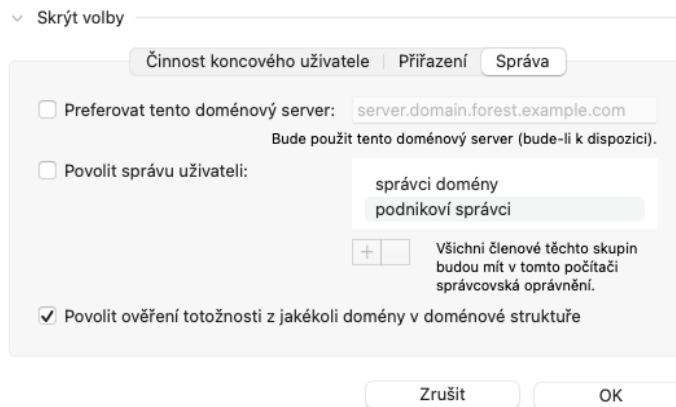 Skrýt volby
Činnost koncového uživatele Přiřazení Správa
Preferovat tento doménový server: server.domain.forest.example.com
Bude použit tento doménový server (bude-li k dispozici).
Povolit správu uživateli:
správci domény
podnikoví správci
+
Všichni členové těchto skupin
budou mít v tomto počítači
správcovská oprávnění.
Povolit ověření totožnosti z jakékoli domény v doménové struktuře
Zrušit OK